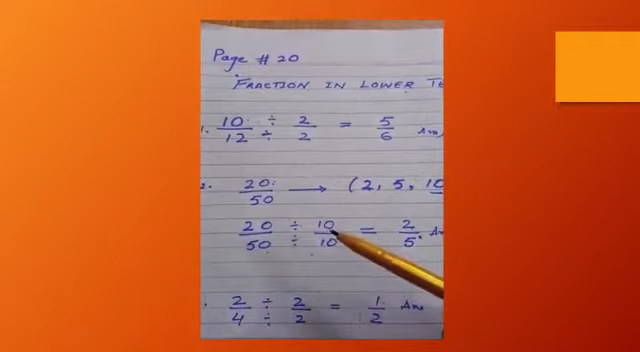 Page # 20
FRACTION IN LOWER TE
1. 10/12 ÷ 2/2 = 5/6 Ans
2. 20/50 → (2, 5, 10
20/50 ÷ 10/10 = 2/5 An
2/4 ÷ 2/2 = 1/2 Ans